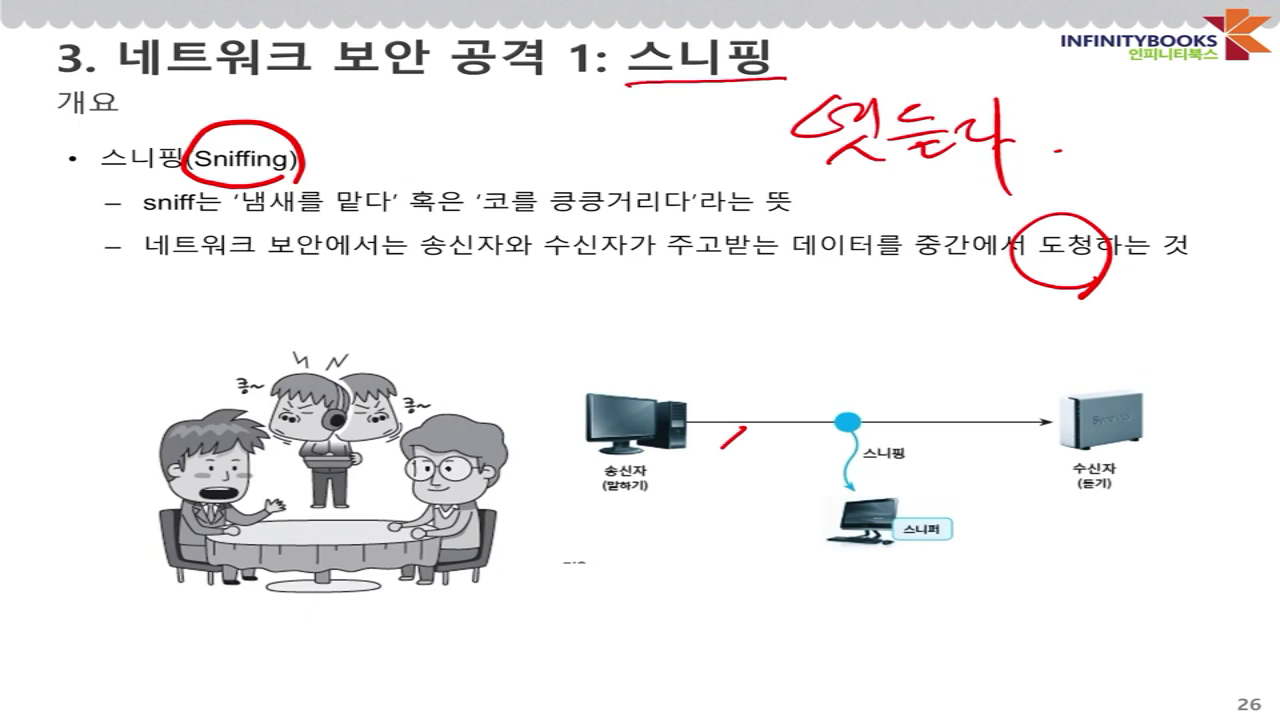 INFINITYBOOKS
인피니티북스
3. 네트워크 보안 공격 1: 스니핑
개요
엿듣다.
• 스니핑(Sniffing)
– sniff는 ‘냄새를 맡다’ 혹은 ‘코를 킁킁거리다’라는 뜻
– 네트워크 보안에서는 송신자와 수신자가 주고받는 데이터를 중간에서 도청하는 것
킁~
킁~
송신자
(말하기)
스니핑
스니퍼
수신자
(듣기)
26